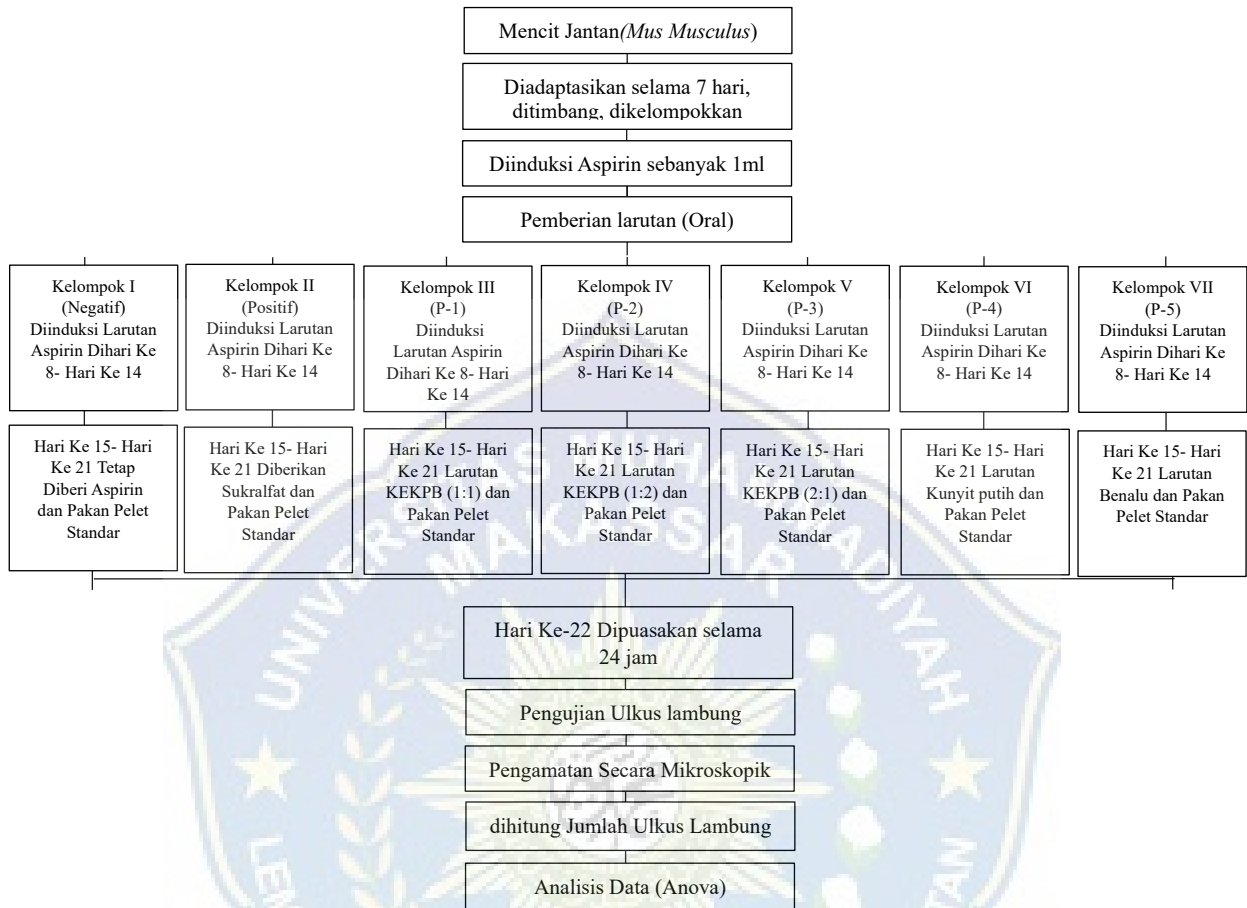 Mencit Jantan(Mus Musculus)
Diadaptasikan selama 7 hari,
ditimbang, dikelompokkan
Diinduksi Aspirin sebanyak 1ml
Pemberian larutan (Oral)
Kelompok I
(Negatif)
Diinduksi Larutan
Aspirin Dihari Ke
8- Hari Ke 14
Kelompok II
(Positif)
Diinduksi Larutan
Aspirin Dihari Ke
8- Hari Ke 14
Kelompok III
(P-1)
Diinduksi
Larutan Aspirin
Dihari Ke 8- Hari
Ke 14
Kelompok IV
(P-2)
Diinduksi Larutan
Aspirin Dihari Ke
8- Hari Ke 14
Kelompok V
(P-3)
Diinduksi Larutan
Aspirin Dihari Ke
8- Hari Ke 14
Kelompok VI
(P-4)
Diinduksi Larutan
Aspirin Dihari Ke
8- Hari Ke 14
Kelompok VII
(P-5)
Diinduksi Larutan
Aspirin Dihari Ke
8- Hari Ke 14
Hari Ke 15- Hari
Ke 21 Tetap
Diberi Aspirin
dan Pakan Pelet
Standar
Hari Ke 15- Hari
Ke 21 Diberikan
Sukralfat dan
Pakan Pelet
Standar
Hari Ke 15- Hari
Ke 21 Larutan
KEKPB (1:1) dan
Pakan Pelet
Standar
Hari Ke 15- Hari
Ke 21 Larutan
KEKPB (1:2) dan
Pakan Pelet
Standar
Hari Ke 15- Hari
Ke 21 Larutan
KEKPB (2:1) dan
Pakan Pelet
Standar
Hari Ke 15- Hari
Ke 21 Larutan
Kunyit putih dan
Pakan Pelet
Standar
Hari Ke 15- Hari
Ke 21 Larutan
Benalu dan Pakan
Pelet Standar
Hari Ke-22 Dipuasakan selama
24 jam
Pengujian Ulkus lambung
Pengamatan Secara Mikroskopik
dihitung Jumlah Ulkus Lambung
Analisis Data (Anova)
UNIVERSITAS MUHAMMADIYAH
MAKASSAR